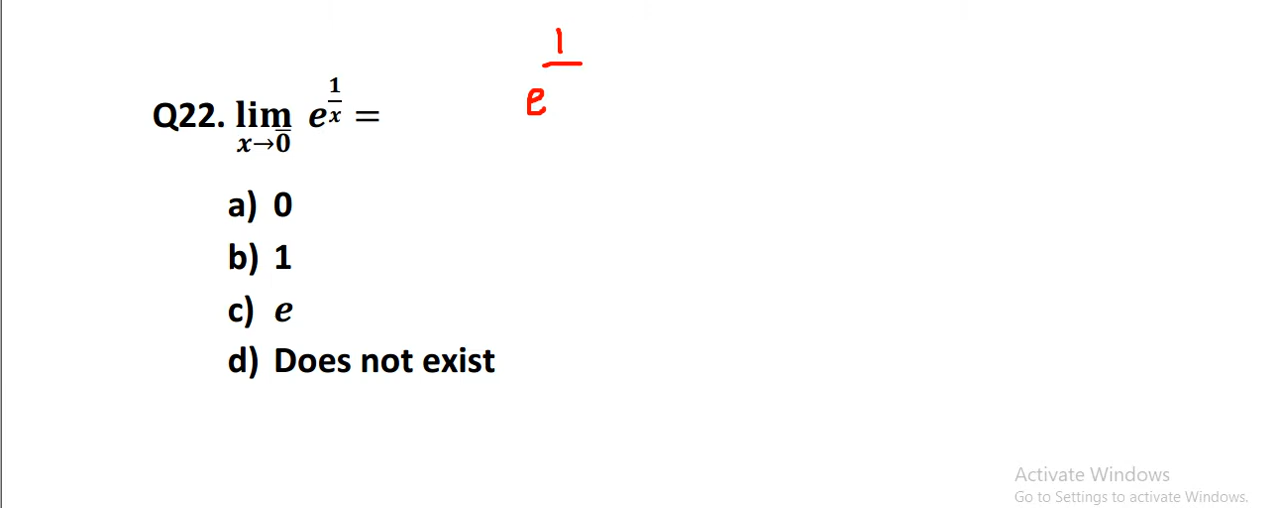 Q22. lim x→0̅ e^(1/x) =
e^(1/
a) 0
b) 1
c) e
d) Does not exist
Activate Windows
Go to Settings to activate Windows.